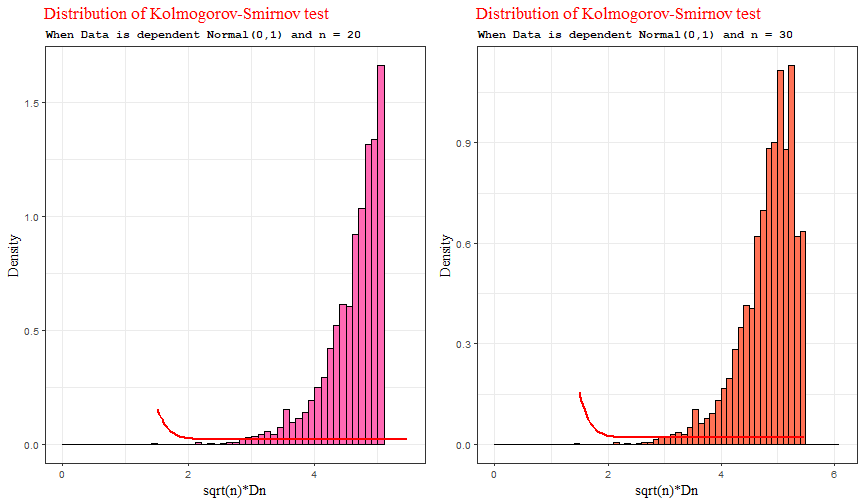 Distribution of Kolmogorov-Smirnov test
When Data is dependent Normal(0,1) and n = 20
Density
1.5
1.0
0.5
0.0
0
2
4
sqrt(n)*Dn
Distribution of Kolmogorov-Smirnov test
When Data is dependent Normal(0,1) and n = 30
Density
0.9
0.6
0.3
0.0
0
2
4
6
sqrt(n)*Dn